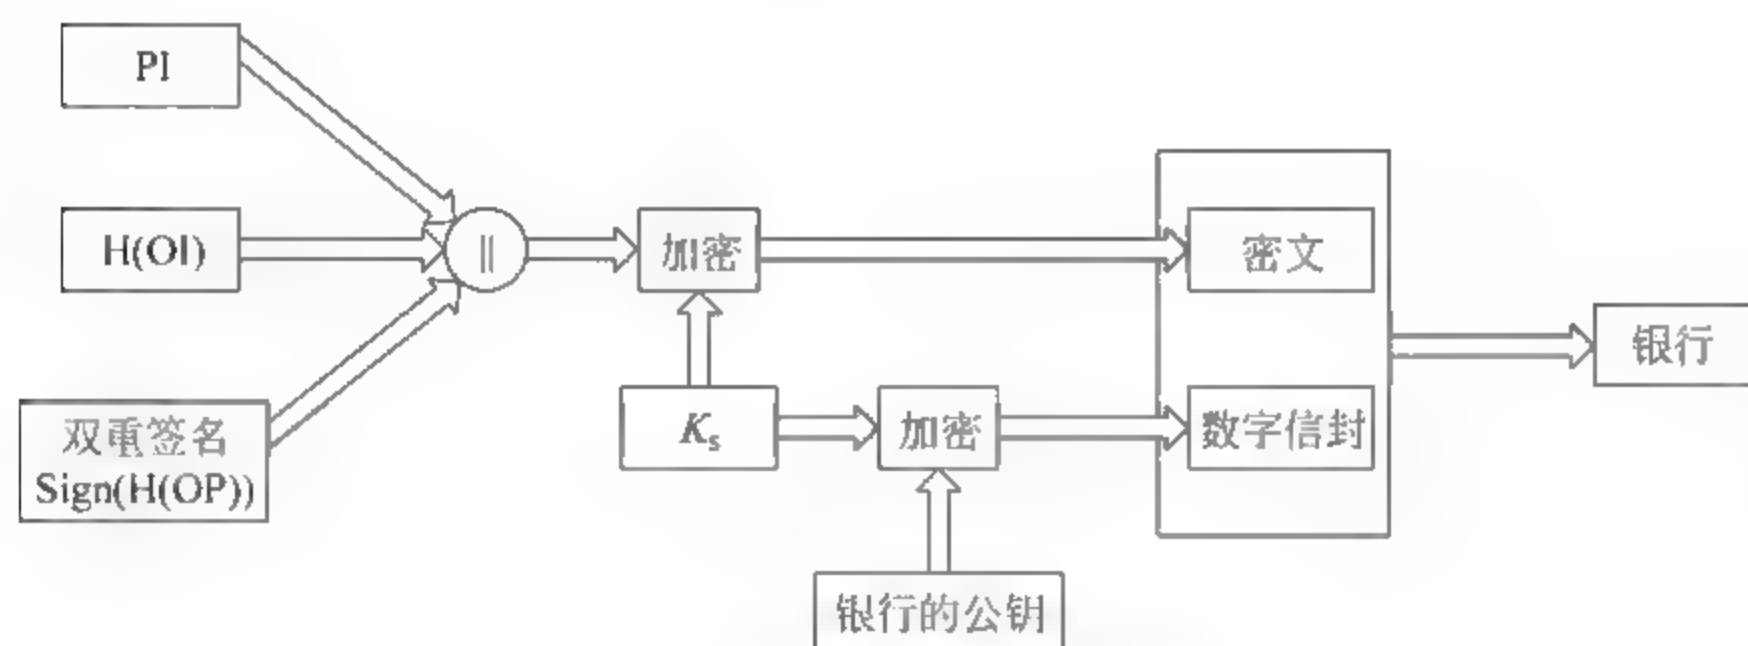 PI
H(OI)
双重签名
Sign(H(OP))
||
加密
Ks
加密
银行的公钥
密文
数字信封
银行